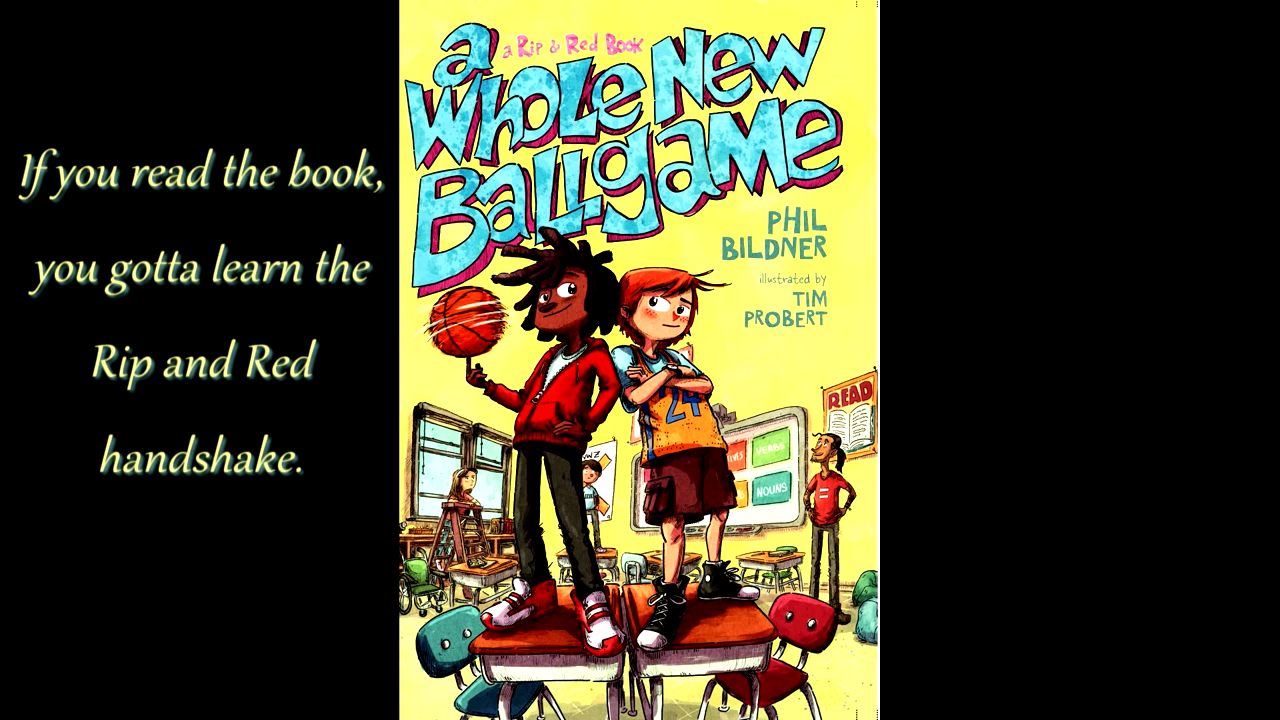 If you read the book,
you gotta learn the
Rip and Red
handshake.
a Rip & Red Book
a
Whole New
Ballgame
PHIL
BILDNER
illustrated by
TIM
PROBERT
READ
VERBS
NOUNS
24